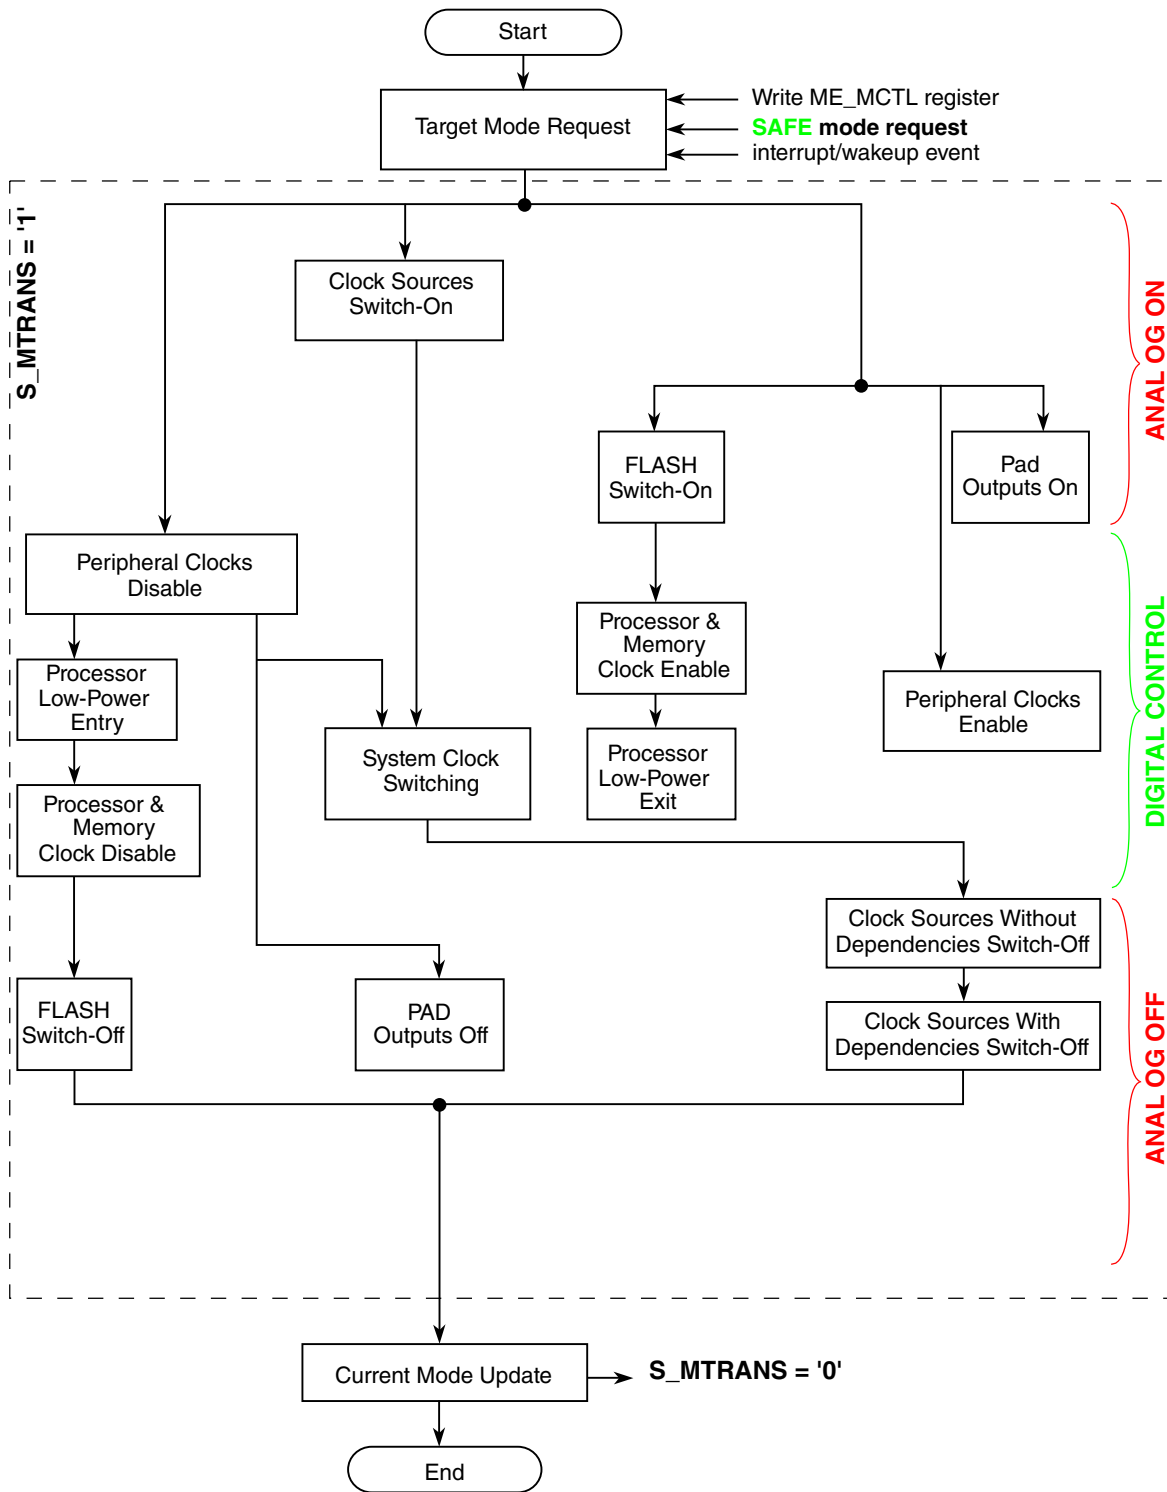 Start
Target Mode Request
Write ME_MCTL register
SAFE mode request
interrupt/wakeup event
S_MTRANS = '1'
Clock Sources
Switch-On
ANAL OG ON
FLASH
Switch-On
Pad
Outputs On
Peripheral Clocks
Disable
Processor &
Memory
Clock Enable
DIGITAL CONTROL
Processor
Low-Power
Entry
Peripheral Clocks
Enable
System Clock
Switching
Processor
Low-Power
Exit
Processor &
Memory
Clock Disable
Clock Sources Without
Dependencies Switch-Off
FLASH
Switch-Off
PAD
Outputs Off
Clock Sources With
Dependencies Switch-Off
ANAL OG OFF
Current Mode Update
S_MTRANS = '0'
End